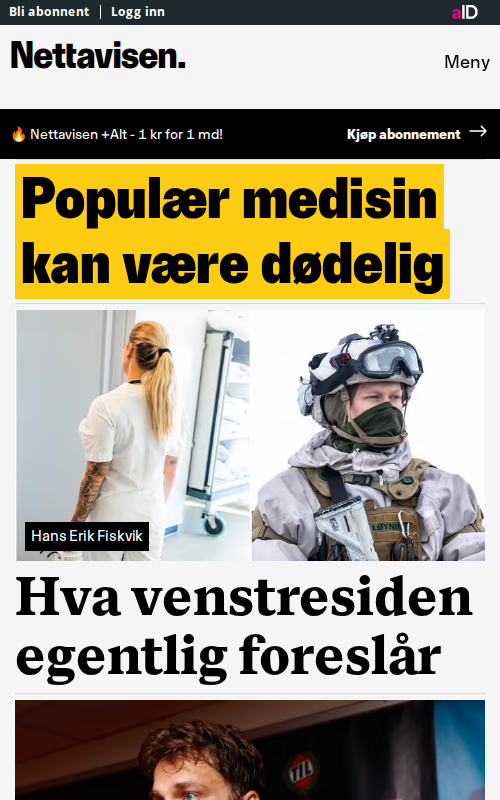 Bli abonnent | Logg inn
aID
Nettavisen.
Meny
🔥 Nettavisen +Alt - 1 kr for 1 md!
Kjøp abonnement →
Populær medisin
kan være dødelig
LØYNING
Hans Erik Fiskvik
Hva venstresiden
egentlig foreslår
TIL